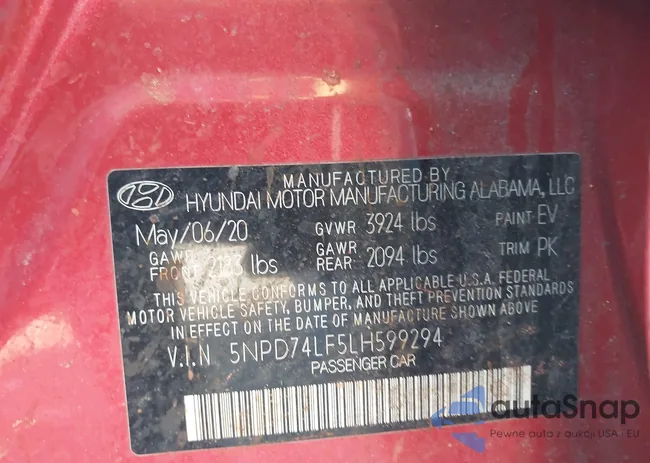 MANUFACTURED BY
HYUNDAI MOTOR MANUFACTURING ALABAMA, LLC
May/06/20 GVWR 3924 lbs PAINT EV
GAWR FRONT 2183 lbs GAWR REAR 2094 lbs TRIM PK
THIS VEHICLE CONFORMS TO ALL APPLICABLE U.S.A. FEDERAL
MOTOR VEHICLE SAFETY, BUMPER, AND THEFT PREVENTION STANDARDS
IN EFFECT ON THE DATE OF MANUFACTURE SHOWN ABOVE.
V.I.N 5NPD74LF5LH599294
PASSENGER CAR
autoSnap
Pewne auta z aukcji USA i EU